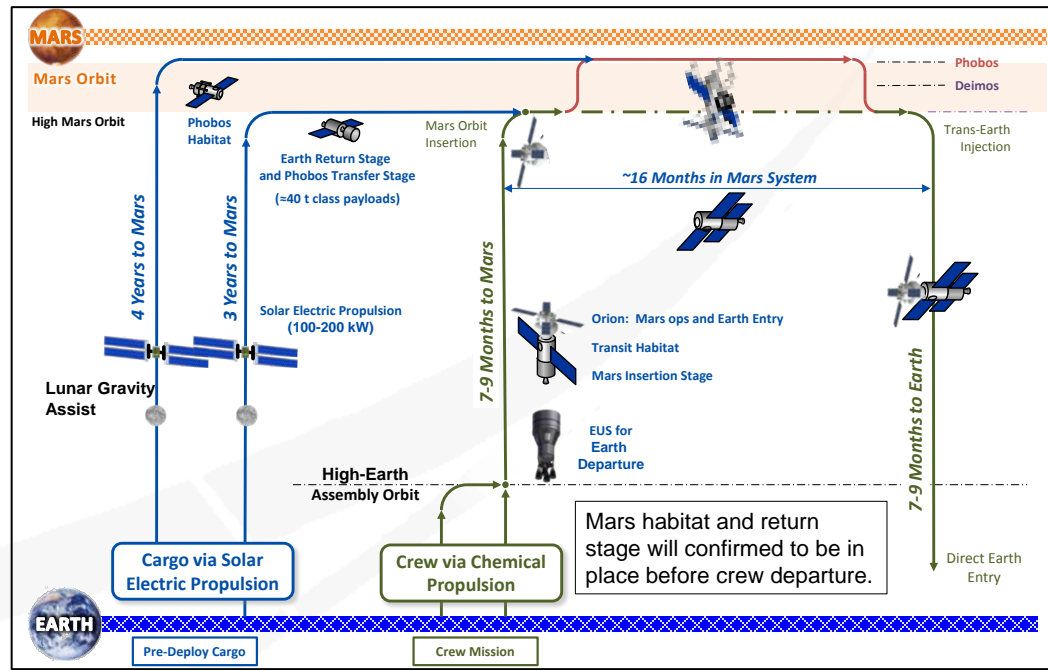 MARS
Mars Orbit
High Mars Orbit
Phobos
Habitat
Earth Return Stage
and Phobos Transfer Stage
(≈40 t class payloads)
Mars Orbit
Insertion
Phobos
Deimos
Trans-Earth
Injection
~16 Months in Mars System
4 Years to Mars
3 Years to Mars
7-9 Months to Mars
7-9 Months to Earth
Solar Electric Propulsion
(100-200 kW)
Orion: Mars ops and Earth Entry
Transit Habitat
Mars Insertion Stage
Lunar Gravity
Assist
EUS for
Earth
Departure
High-Earth
Assembly Orbit
Mars habitat and return
stage will confirmed to be in
place before crew departure.
Cargo via Solar
Electric Propulsion
Crew via Chemical
Propulsion
Direct Earth
Entry
EARTH
Pre-Deploy Cargo
Crew Mission